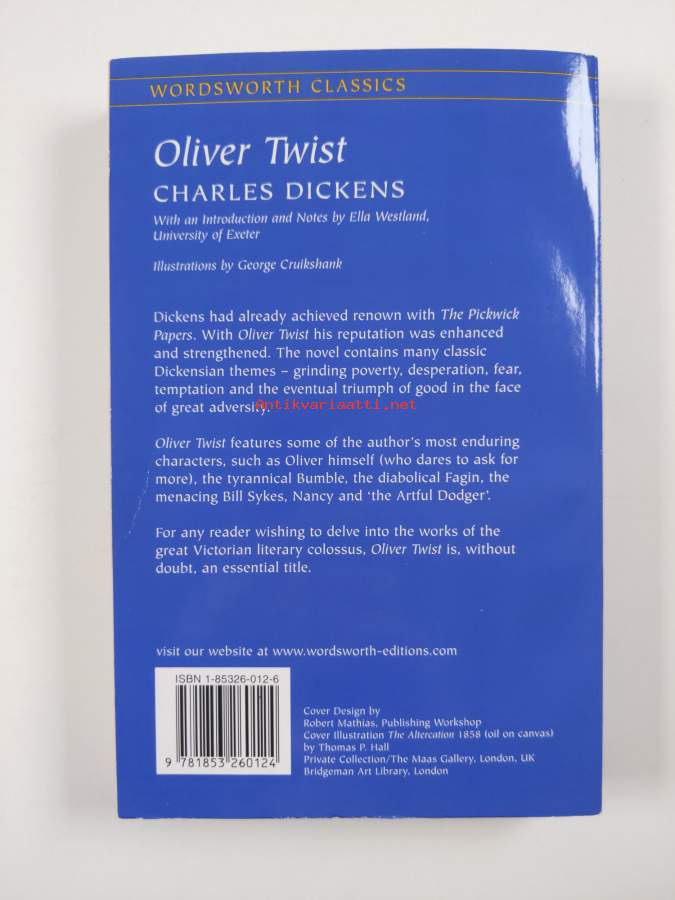 WORDSWORTH CLASSICS
Oliver Twist
CHARLES DICKENS
With an Introduction and Notes by Ella Westland,
University of Exeter
Illustrations by George Cruikshank
Dickens had already achieved renown with The Pickwick
Papers. With Oliver Twist his reputation was enhanced
and strengthened. The novel contains many classic
Dickensian themes – grinding poverty, desperation, fear,
temptation and the eventual triumph of good in the face
of great adversity.
Antikvariaatti.net
Oliver Twist features some of the author's most enduring
characters, such as Oliver himself (who dares to ask for
more), the tyrannical Bumble, the diabolical Fagin, the
menacing Bill Sykes, Nancy and 'the Artful Dodger'.
For any reader wishing to delve into the works of the
great Victorian literary colossus, Oliver Twist is, without
doubt, an essential title.
visit our website at www.wordsworth-editions.com
ISBN 1-85326-012-6
9 781853 260124
Cover Design by
Robert Mathias, Publishing Workshop
Cover Illustration The Altercation 1858 (oil on canvas)
by Thomas P. Hall
Private Collection/The Maas Gallery, London, UK
Bridgeman Art Library, London